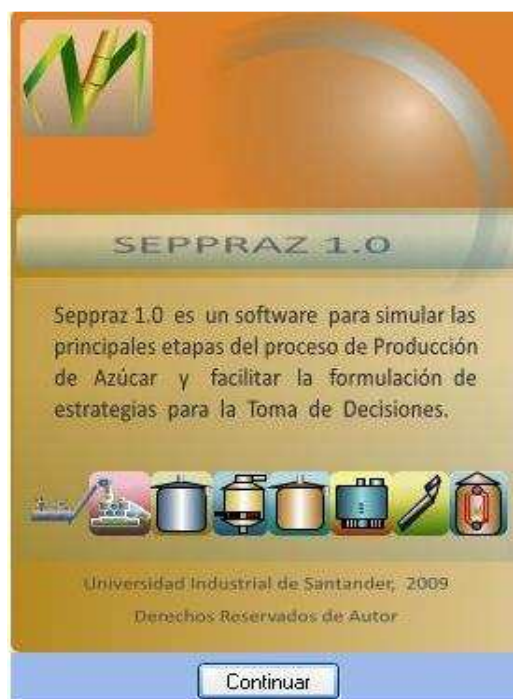 SEPPRAZ 1.0
Seppraz 1.0 es un software para simular las
principales etapas del proceso de Producción
de Azúcar y facilitar la formulación de
estrategias para la Toma de Decisiones.
Universidad Industrial de Santander, 2009
Derechos Reservados de Autor
Continuar